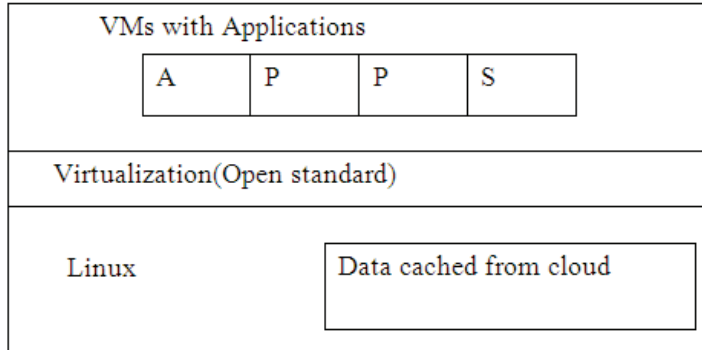 VMs with Applications
A P P S
Virtualization(Open standard)
Linux
Data cached from cloud